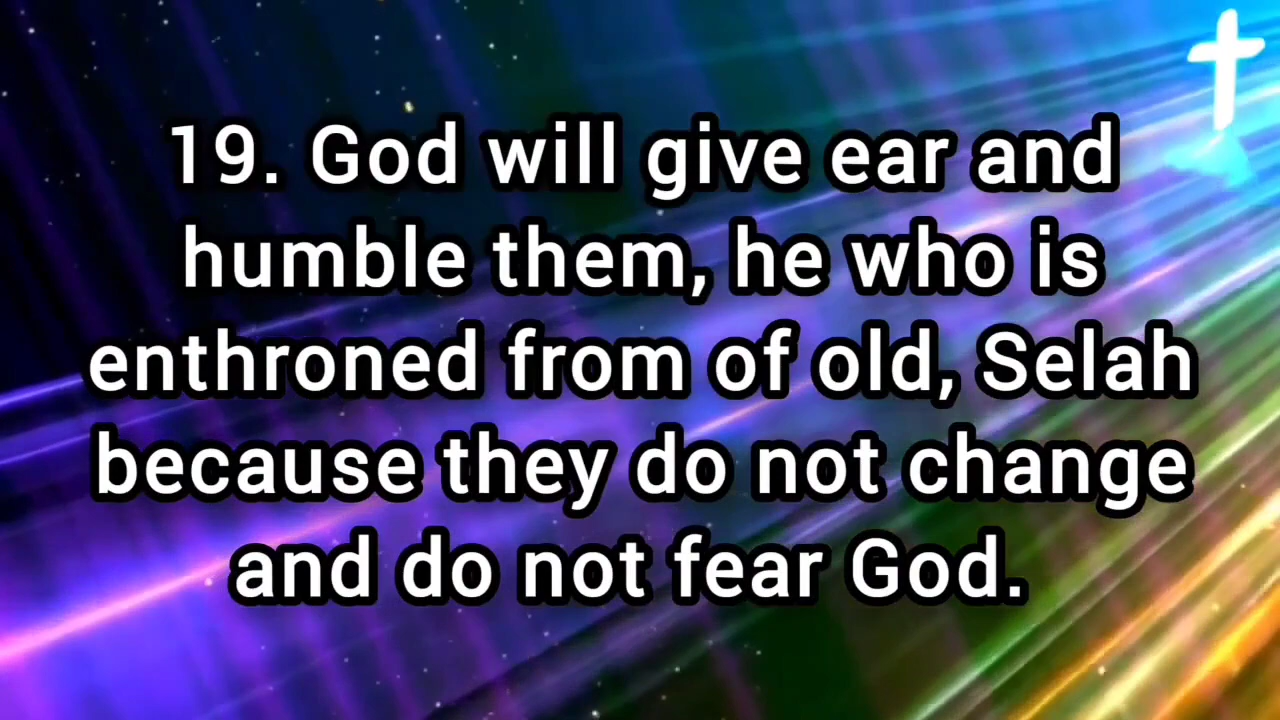 19. God will give ear and
humble them, he who is
enthroned from of old, Selah
because they do not change
and do not fear God.